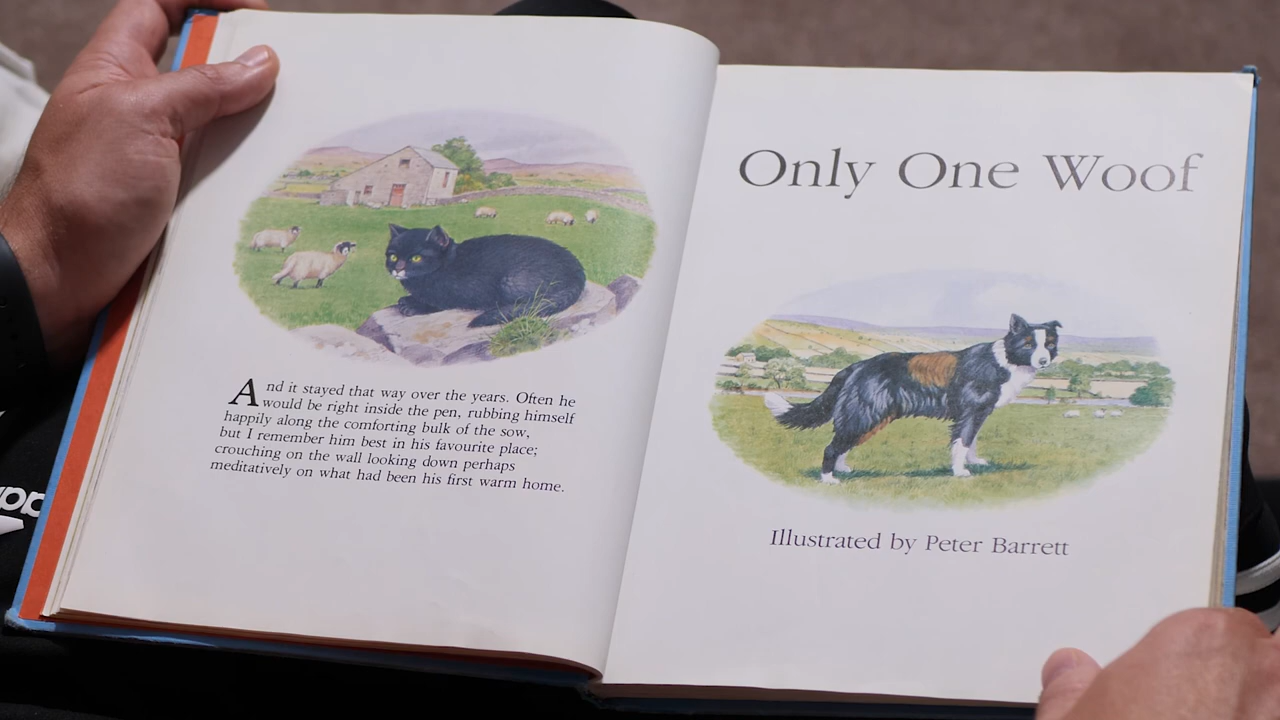 And it stayed that way over the years. Often he
would be right inside the pen, rubbing himself
happily along the comforting bulk of the sow,
but I remember him best in his favourite place;
crouching on the wall looking down perhaps
meditatively on what had been his first warm home.
Only One Woof
Illustrated by Peter Barrett